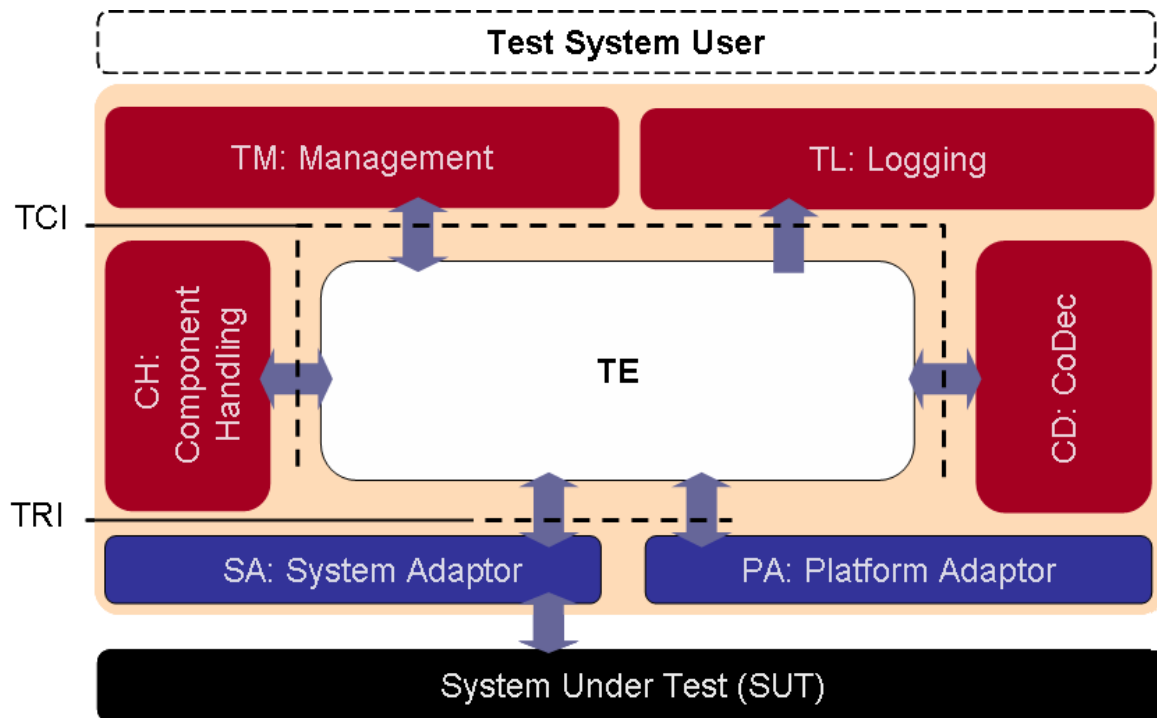 Test System User
TM: Management
TL: Logging
TCI
CH:
Component
Handling
TE
CD: CoDec
TRI
SA: System Adaptor
PA: Platform Adaptor
System Under Test (SUT)